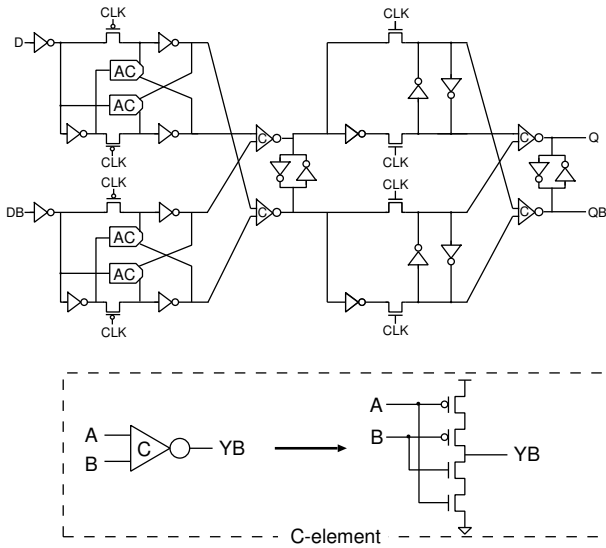 CLK CLK
D
AC
AC
C Q
CLK CLK
CLK CLK
DB C C QB
AC
AC
CLK CLK
A A
C YB B YB
B
C-element
C